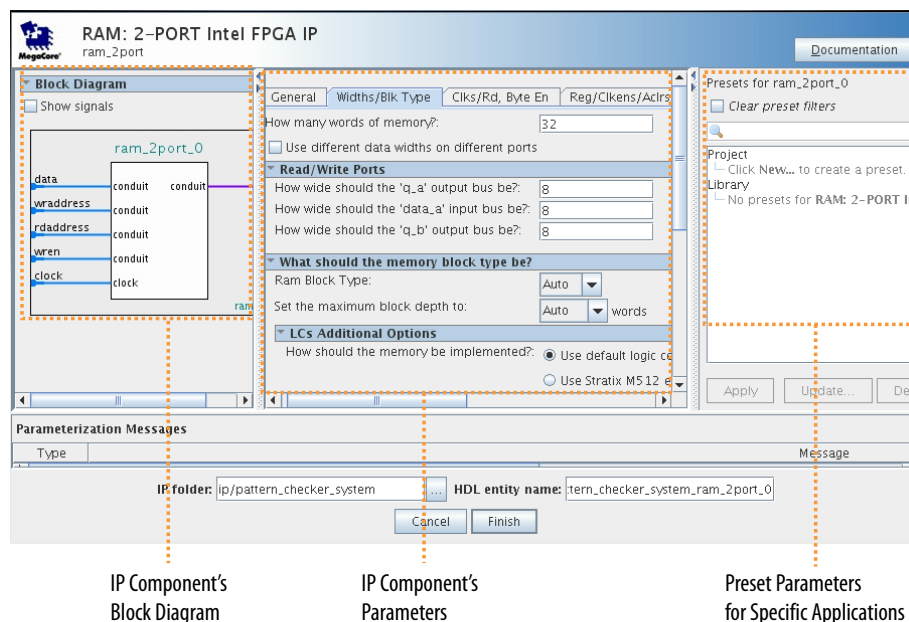 RAM: 2-PORT Intel FPGA IP
ram_2port
MegaCore'
Documentation
Block Diagram
Show signals
ram_2port_0
data
wraddress
rdaddress
wren
clock
conduit conduit
conduit
conduit
conduit
clock
ram
General Widths/Blk Type Clks/Rd, Byte En Reg/Clkens/Aclrs
How many words of memory?: 32
Use different data widths on different ports
Read/Write Ports
How wide should the 'q_a' output bus be?: 8
How wide should the 'data_a' input bus be?: 8
How wide should the 'q_b' output bus be?: 8
What should the memory block type be?
Ram Block Type: Auto
Set the maximum block depth to: Auto words
LCs Additional Options
How should the memory be implemented?: Use default logic ce
Use Stratix M512 e
Presets for ram_2port_0
Clear preset filters
Project
Click New... to create a preset.
Library
No presets for RAM: 2-PORT I
Apply Update... De
Parameterization Messages
Type Message
IP folder: ip/pattern_checker_system ... HDL entity name: tern_checker_system_ram_2port_0
Cancel Finish
IP Component's
Block Diagram
IP Component's
Parameters
Preset Parameters
for Specific Applications